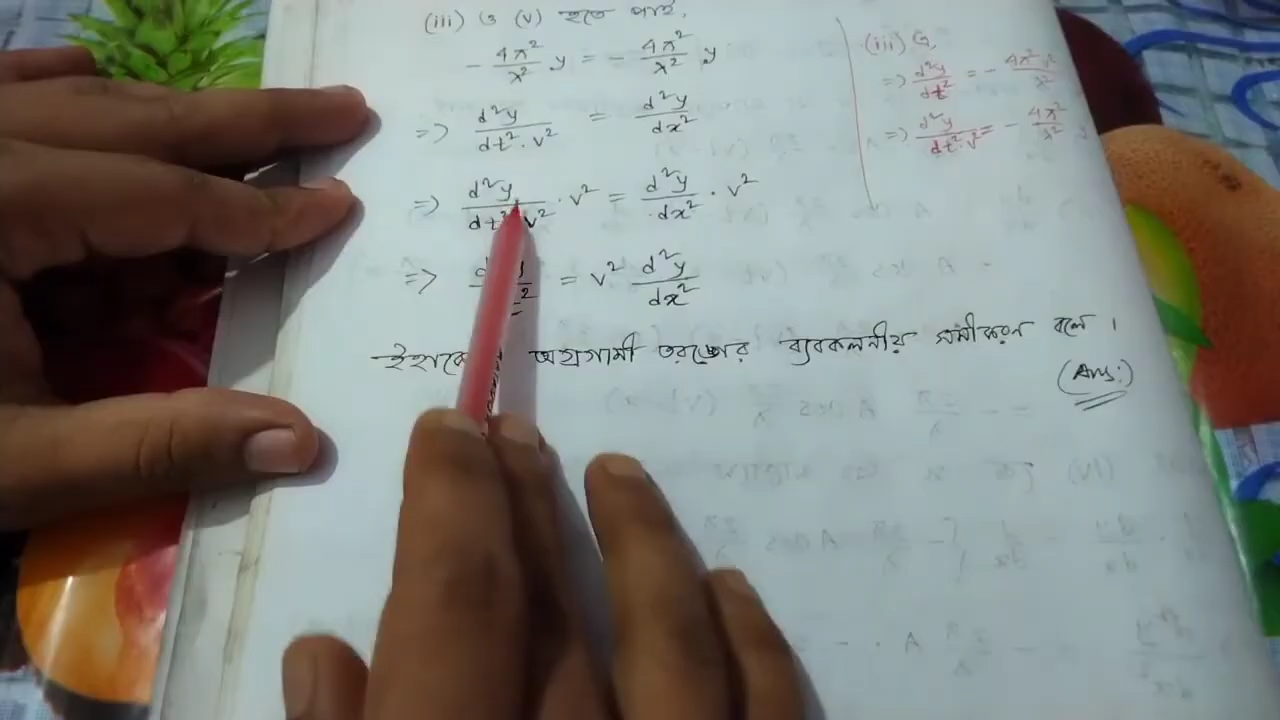 (iii) ও (v) হতে পাই,
- 4π²/λ² y = - 4π²/λ² y
=> d²y/dt²·v² = d²y/dx²
=> d²y/dt² v² · v² = d²y/dx² · v²
=> = v² d²y/dx²
অগ্রগামী তরঙ্গের ব্যবকলনীয় সমীকরণ বলে ।
(Ans:)
(iii) এ,
=> d²y/dt² = - 4π²v²/λ²
=> d²y/dt²·v² = - 4π²/λ² y